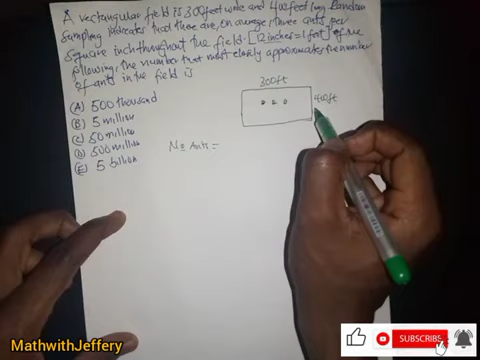 A rectangular field is 300 feet wide and 400 feet long. Random
Sampling indicates that there are, on average, three ants per
Square inch throughout the field. [12 inches = 1 foot] Of the
following, the number that most closely approximates the number
of ants in the field is
(A) 500 thousand
(B) 5 million
(C) 50 million
(D) 500 million
(E) 5 billion
300ft
400ft
No Ants =
MathwithJeffery
SUBSCRIBE